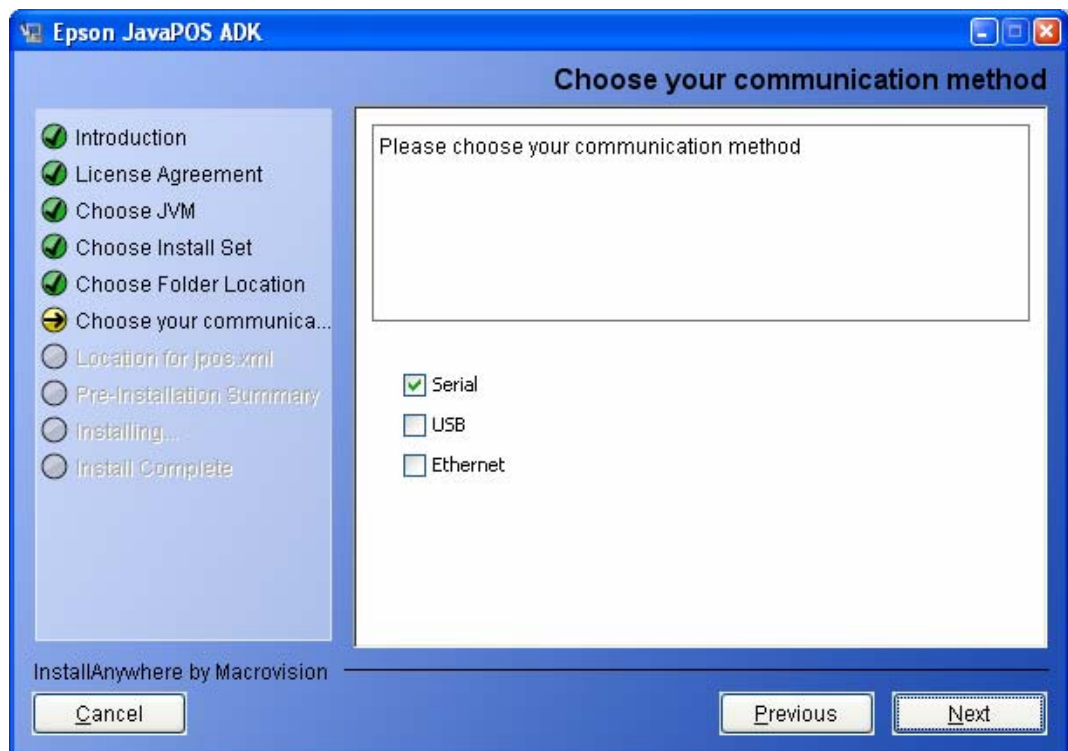 Epson JavaPOS ADK
Choose your communication method
Introduction
License Agreement
Choose JVM
Choose Install Set
Choose Folder Location
Choose your communica...
Location for jpos.xml
Pre-Installation Summary
Installing...
Install Complete
Please choose your communication method
Serial
USB
Ethernet
InstallAnywhere by Macrovision
Cancel
Previous
Next